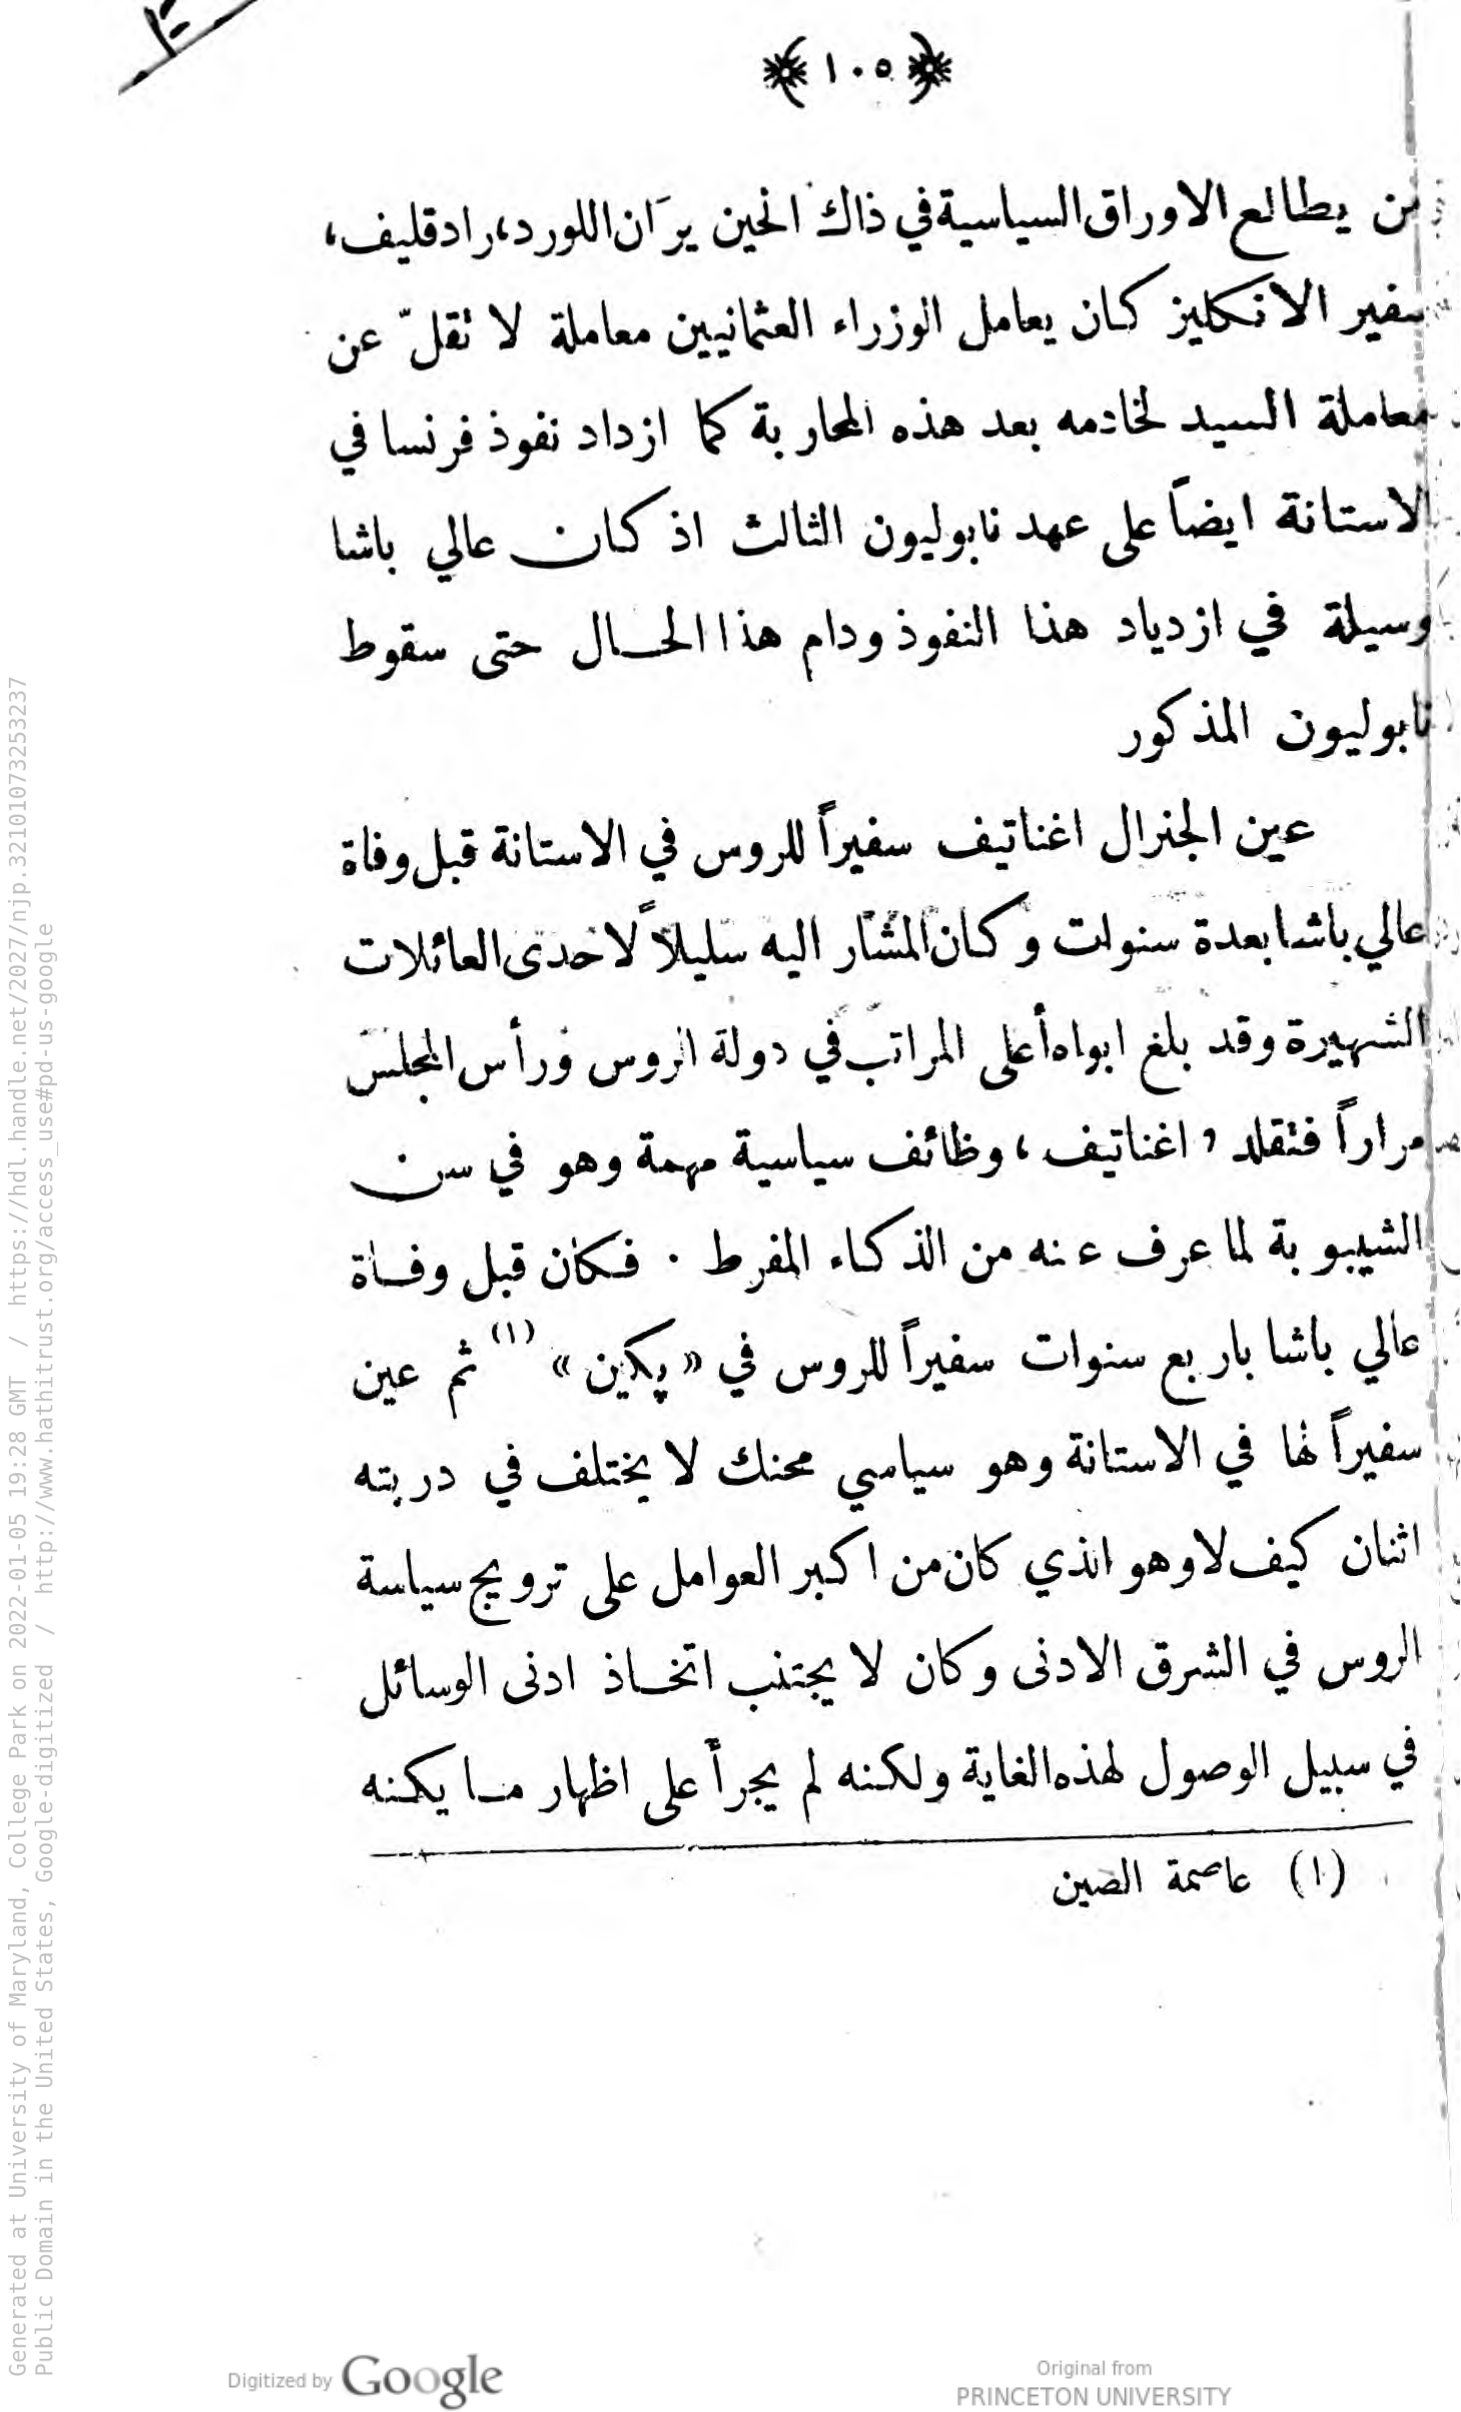 ١٠٥
من يطالع الاوراق السياسية في ذاك الحين يرَ ان اللورد «رادقليف»
سفير الانكليز كان يعامل الوزراء العثمانيين معاملة لا تقلّ عن
معاملة السيد لخادمه بعد هذه المحاربة كما ازداد نفوذ فرنسا في
الاستانة ايضاً على عهد نابوليون الثالث اذ كان عالي باشا
وسيلة في ازدياد هذا النفوذ ودام هذا الحال حتى سقوط
نابوليون المذكور
عين الجنرال اغناتيف سفيراً للروس في الاستانة قبل وفاة
عالي باشا بعدة سنوات وكان المشار اليه سليلاً لاحدى العائلات
الشهيرة وقد بلغ ابواه أعلى المراتب في دولة الروس ورأس المجلس
مراراً فتقلد «اغناتيف» وظائف سياسية مهمة وهو في سن
الشيبوبة لما عرف عنه من الذكاء المفرط . فكان قبل وفاة
عالي باشا باربع سنوات سفيراً للروس في «پكين» (١) ثم عين
سفيراً لها في الاستانة وهو سياسي محنك لا يختلف في دربته
اثنان كيف لا وهو الذي كان من اكبر العوامل على ترويج سياسة
الروس في الشرق الادنى وكان لا يجتنب اتخاذ ادنى الوسائل
في سبيل الوصول لهذه الغاية ولكنه لم يجرأ على اظهار ما يكنه
(١) عاصمة الصين
Generated at University of Maryland, College Park on 2022-01-05 19:28 GMT / https://hdl.handle.net/2027/njp.32101073253237
Public Domain in the United States, Google-digitized / http://www.hathitrust.org/access_use#pd-us-google
Digitized by Google
Original from
PRINCETON UNIVERSITY